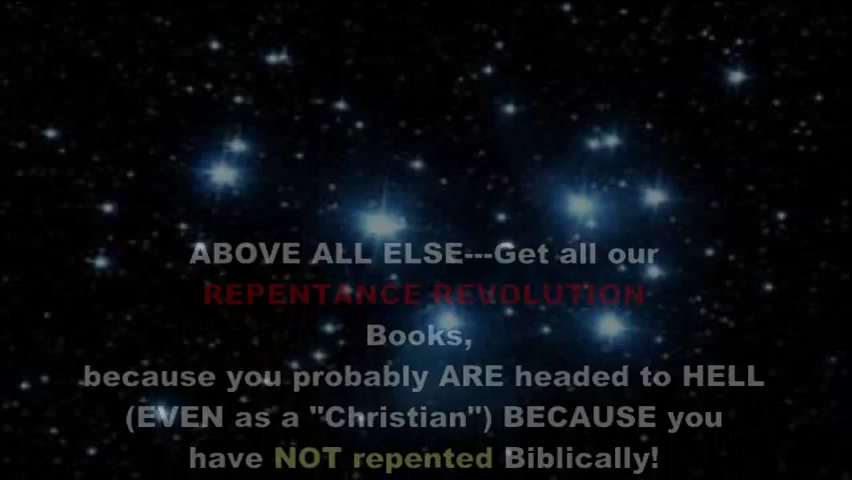 ABOVE ALL ELSE---Get all our
REPENTANCE REVOLUTION
Books,
because you probably ARE headed to HELL
(EVEN as a "Christian") BECAUSE you
have NOT repented Biblically!